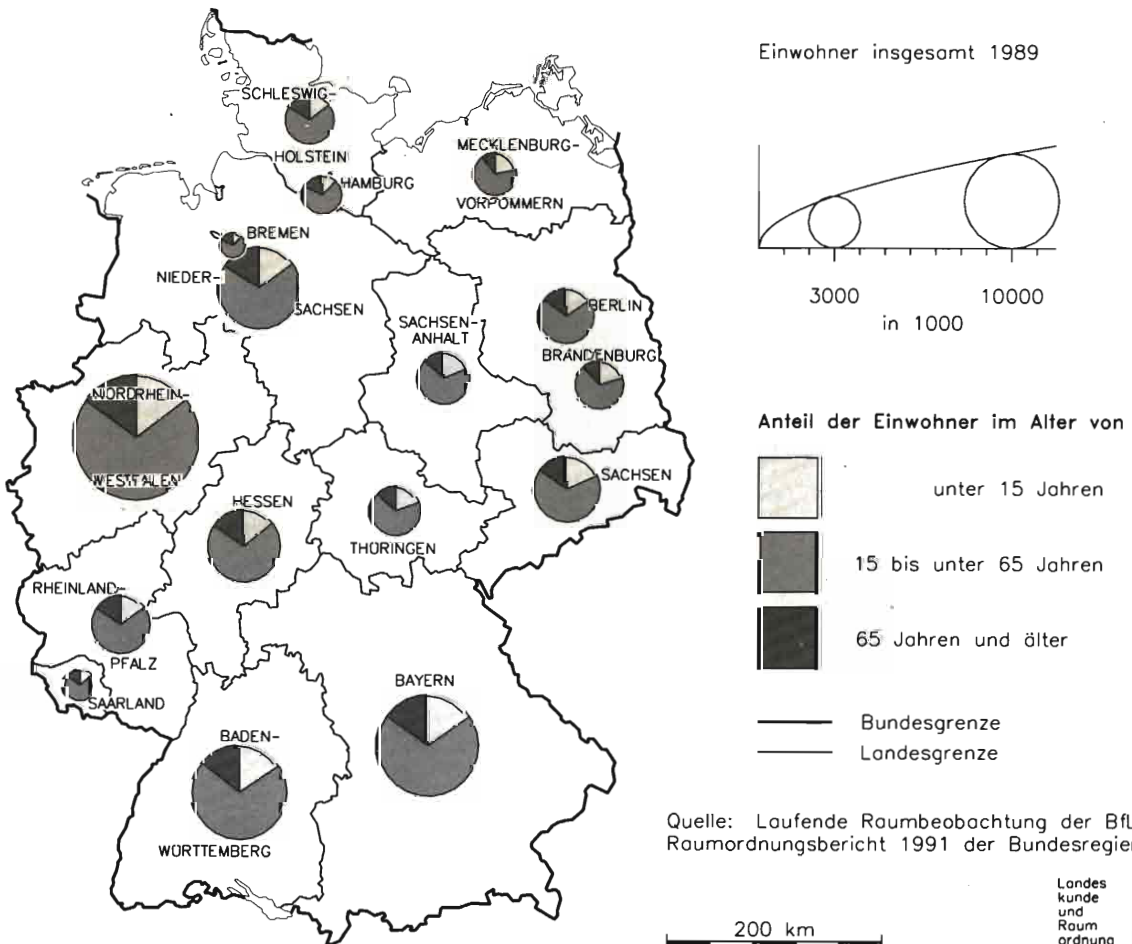 Einwohner insgesamt 1989
3000
10000
in 1000
Anteil der Einwohner im Alter von
unter 15 Jahren
15 bis unter 65 Jahren
65 Jahren und älter
Bundesgrenze
Landesgrenze
Quelle: Laufende Raumbeobachtung der BfL
Raumordnungsbericht 1991 der Bundesregier
200 km
Landes
kunde
und
Raum
ordnung
SCHLESWIG-
HOLSTEIN
HAMBURG
MECKLENBURG-
VORPOMMERN
BREMEN
NIEDER-
SACHSEN
SACHSEN-
ANHALT
BERLIN
BRANDENBURG
NORDRHEIN-
WESTFALEN
HESSEN
THÜRINGEN
SACHSEN
RHEINLAND-
PFALZ
SAARLAND
BAYERN
BADEN-
WÜRTTEMBERG